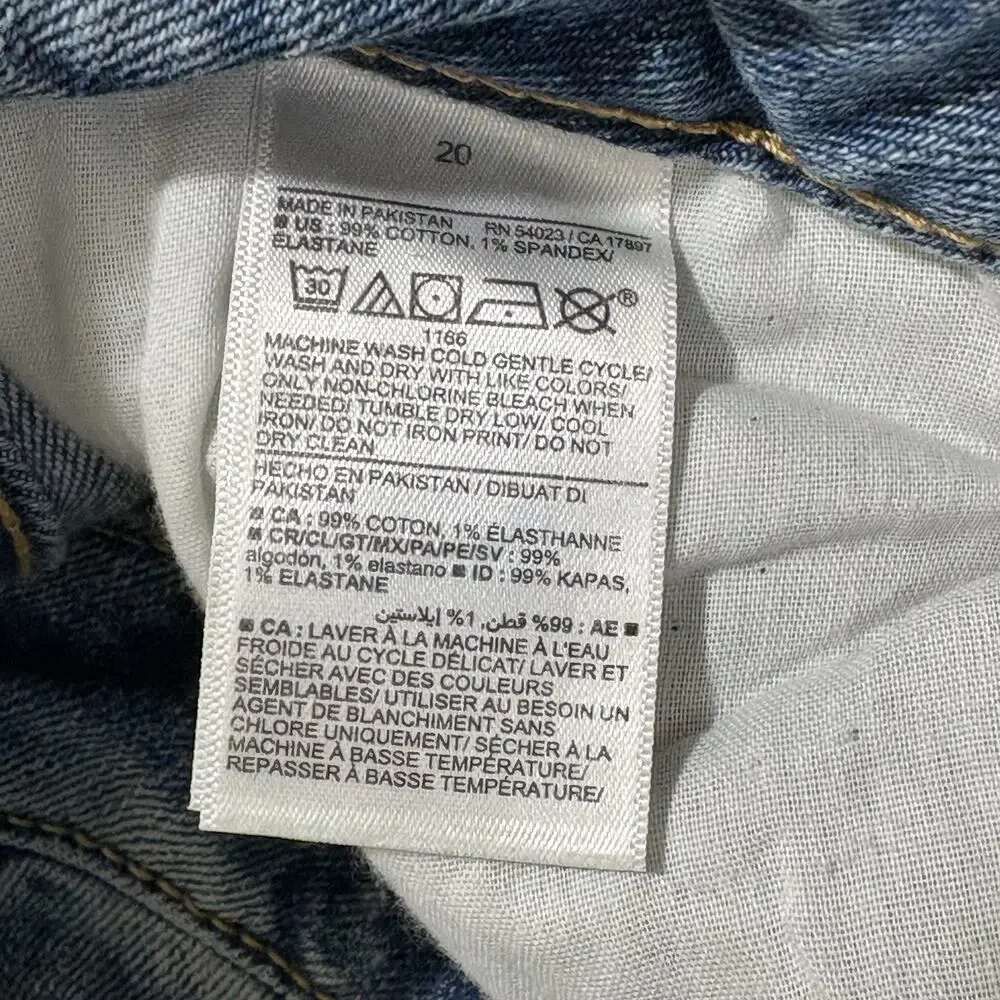 20
MADE IN PAKISTAN RN 54023 / CA 17897
■ US : 99% COTTON, 1% SPANDEX/
ELASTANE
30 ®
1166
MACHINE WASH COLD GENTLE CYCLE/
WASH AND DRY WITH LIKE COLORS/
ONLY NON-CHLORINE BLEACH WHEN
NEEDED/ TUMBLE DRY LOW/ COOL
IRON/ DO NOT IRON PRINT/ DO NOT
DRY CLEAN
HECHO EN PAKISTAN / DIBUAT DI
PAKISTAN
■ CA : 99% COTON, 1% ÉLASTHANNE
■ CR/CL/GT/MX/PA/PE/SV : 99%
algodón, 1% elastano ■ ID : 99% KAPAS,
1% ELASTANE
■ AE : 99% قطن, 1% إيلاستين
■ CA : LAVER À LA MACHINE À L'EAU
FROIDE AU CYCLE DÉLICAT/ LAVER ET
SÉCHER AVEC DES COULEURS
SEMBLABLES/ UTILISER AU BESOIN UN
AGENT DE BLANCHIMENT SANS
CHLORE UNIQUEMENT/ SÉCHER À LA
MACHINE À BASSE TEMPÉRATURE/
REPASSER À BASSE TEMPÉRATURE/